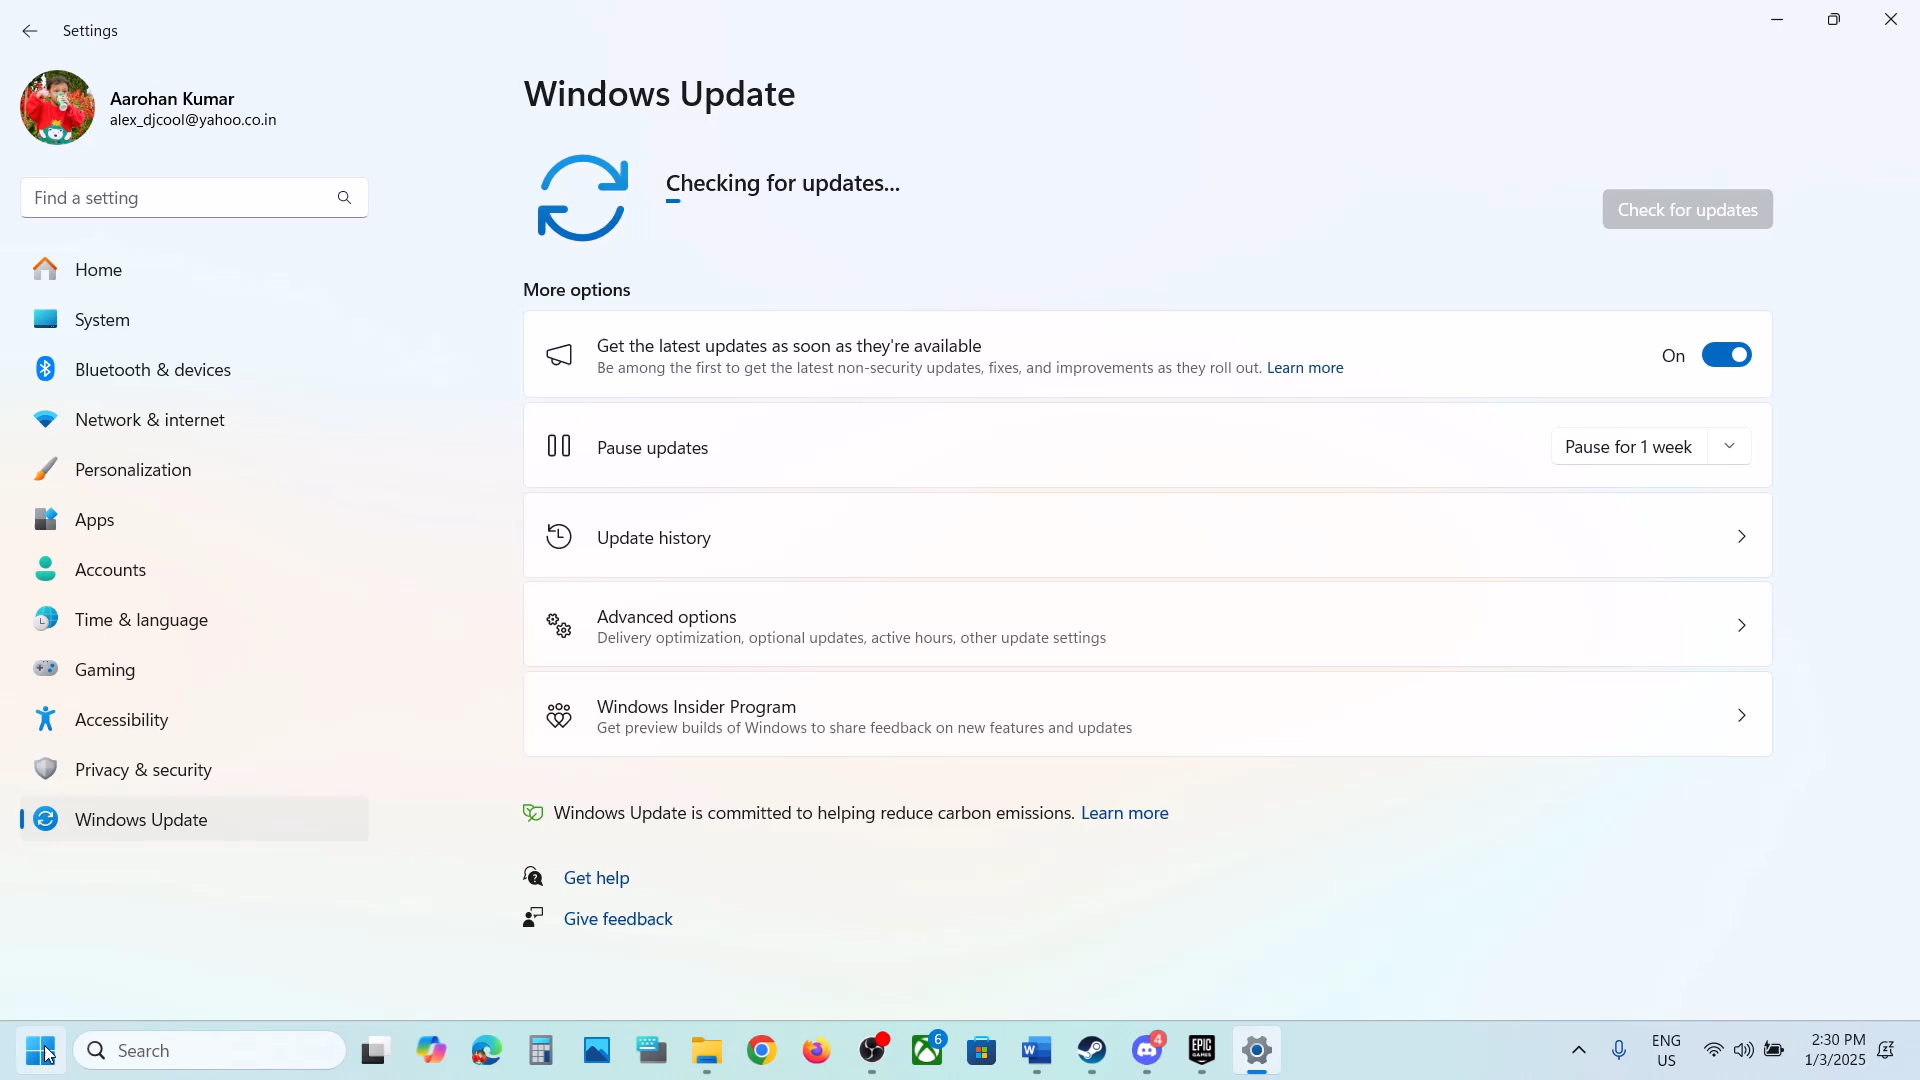 Settings
Aarohan Kumar
alex_djcool@yahoo.co.in
Find a setting
Home
System
Bluetooth & devices
Network & internet
Personalization
Apps
Accounts
Time & language
Gaming
Accessibility
Privacy & security
Windows Update
Windows Update
Checking for updates...
Check for updates
More options
Get the latest updates as soon as they're available
Be among the first to get the latest non-security updates, fixes, and improvements as they roll out. Learn more
On
Pause updates
Pause for 1 week
Update history
Advanced options
Delivery optimization, optional updates, active hours, other update settings
Windows Insider Program
Get preview builds of Windows to share feedback on new features and updates
Windows Update is committed to helping reduce carbon emissions. Learn more
Get help
Give feedback
Search
6
W
4
EPIC
GAMES
ENG
US
2:30 PM
1/3/2025